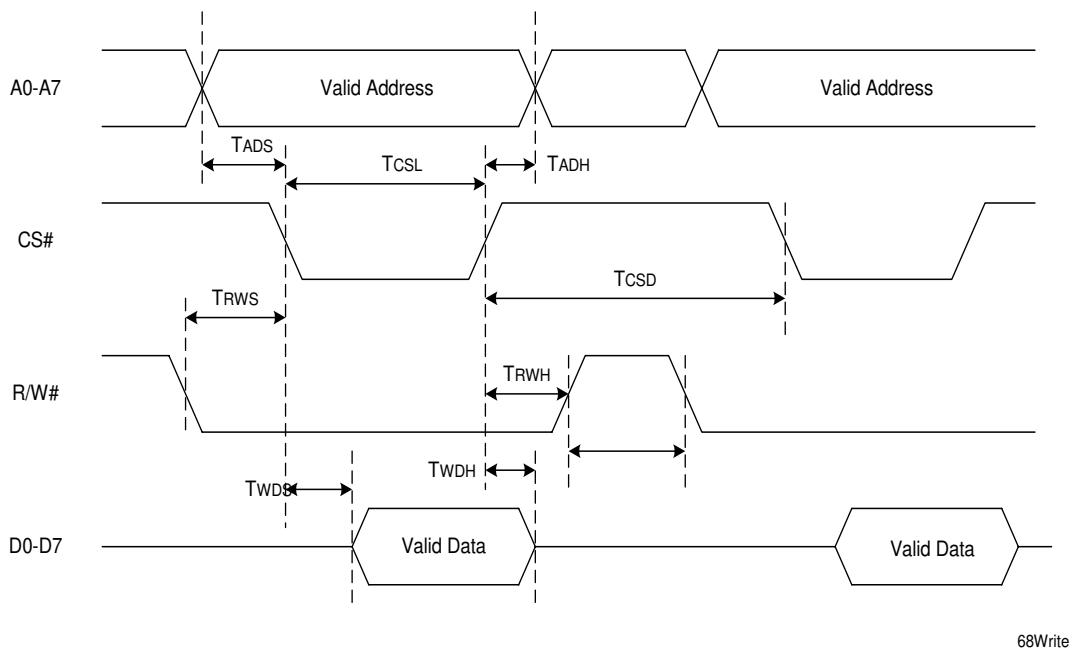 A0-A7
Valid Address
Valid Address
TADS
TCSL
TADH
CS#
TCSD
TRWS
R/W#
TRWH
TWDH
TWDS
D0-D7
Valid Data
Valid Data
68Write